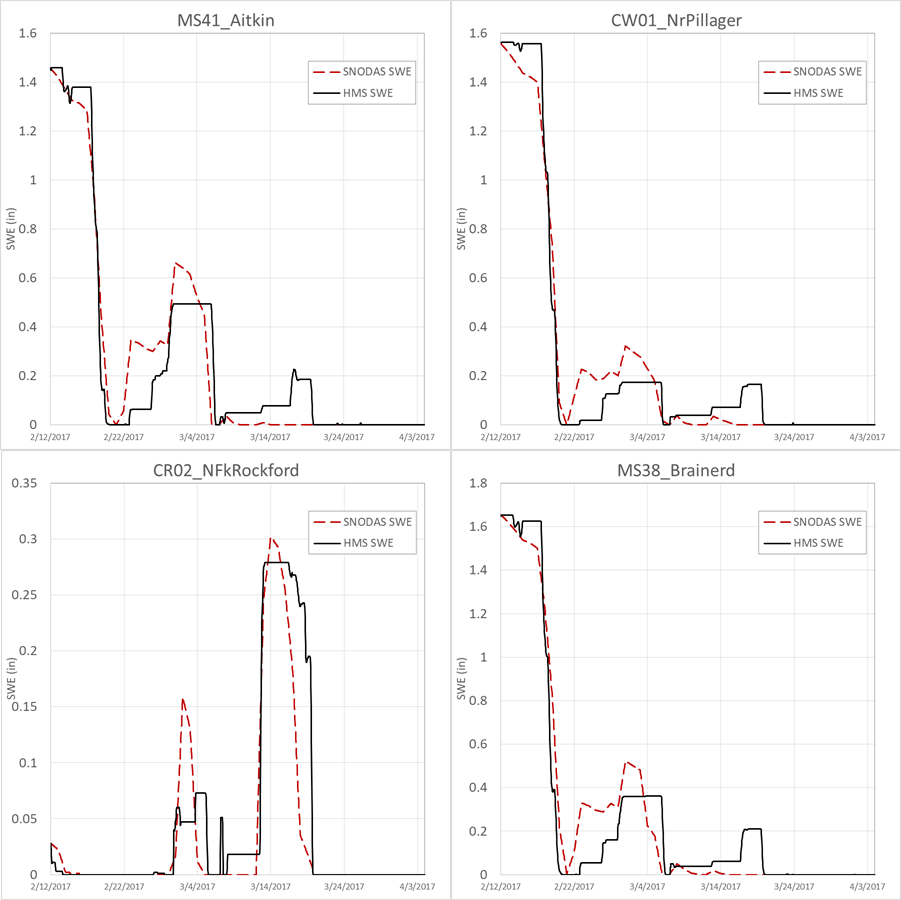 MS41_Aitkin
1.6
1.4
1.2
1
0.8
0.6
0.4
0.2
0
SWE (in)
2/12/2017 2/22/2017 3/4/2017 3/14/2017 3/24/2017 4/3/2017
SNODAS SWE
HMS SWE
CW01_NrPillager
1.6
1.4
1.2
1
0.8
0.6
0.4
0.2
0
SWE (in)
2/12/2017 2/22/2017 3/4/2017 3/14/2017 3/24/2017 4/3/2017
SNODAS SWE
HMS SWE
CR02_NFkRockford
0.35
0.3
0.25
0.2
0.15
0.1
0.05
0
SWE (in)
2/12/2017 2/22/2017 3/4/2017 3/14/2017 3/24/2017 4/3/2017
SNODAS SWE
HMS SWE
MS38_Brainerd
1.8
1.6
1.4
1.2
1
0.8
0.6
0.4
0.2
0
SWE (in)
2/12/2017 2/22/2017 3/4/2017 3/14/2017 3/24/2017 4/3/2017
SNODAS SWE
HMS SWE